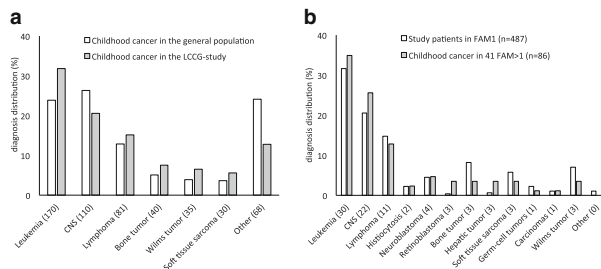 a
Childhood cancer in the general population
Childhood cancer in the LCCG-study
diagnosis distribution (%)
40
30
20
10
0
Leukemia (170)
CNS (110)
Lymphoma (81)
Bone tumor (40)
Wilms tumor (35)
Soft tissue sarcoma (30)
Other (68)
b
Study patients in FAM1 (n=487)
Childhood cancer in 41 FAM>1 (n=86)
diagnosis distribution (%)
40
30
20
10
0
Leukemia (30)
CNS (22)
Lymphoma (11)
Histiocytosis (2)
Neuroblastoma (4)
Retinoblastoma (3)
Bone tumor (3)
Hepatic tumor (3)
Soft tissue sarcoma (3)
Germ-cell tumors (1)
Carcinomas (1)
Wilms tumor (3)
Other (0)